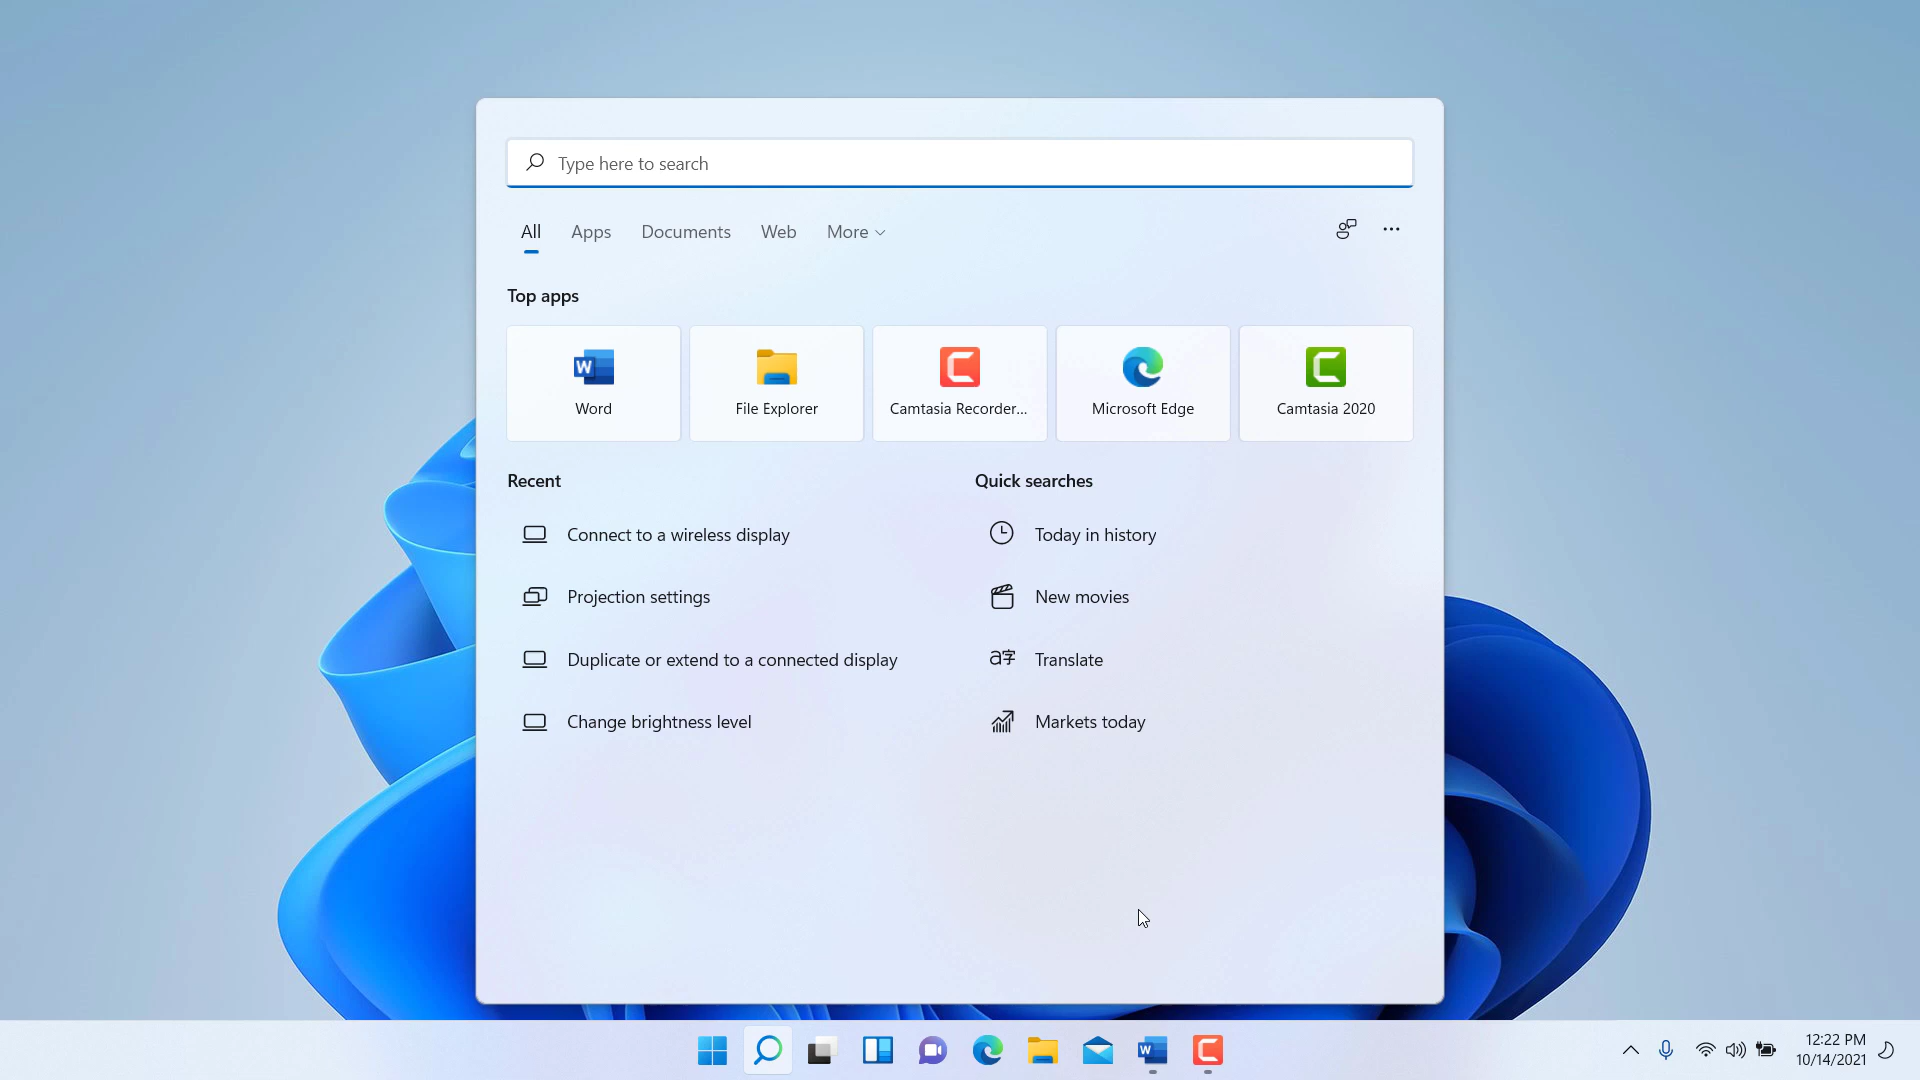 Type here to search
All Apps Documents Web More
Top apps
Word File Explorer Camtasia Recorder... Microsoft Edge Camtasia 2020
Recent Quick searches
Connect to a wireless display Today in history
Projection settings New movies
Duplicate or extend to a connected display Translate
Change brightness level Markets today
12:22 PM
10/14/2021